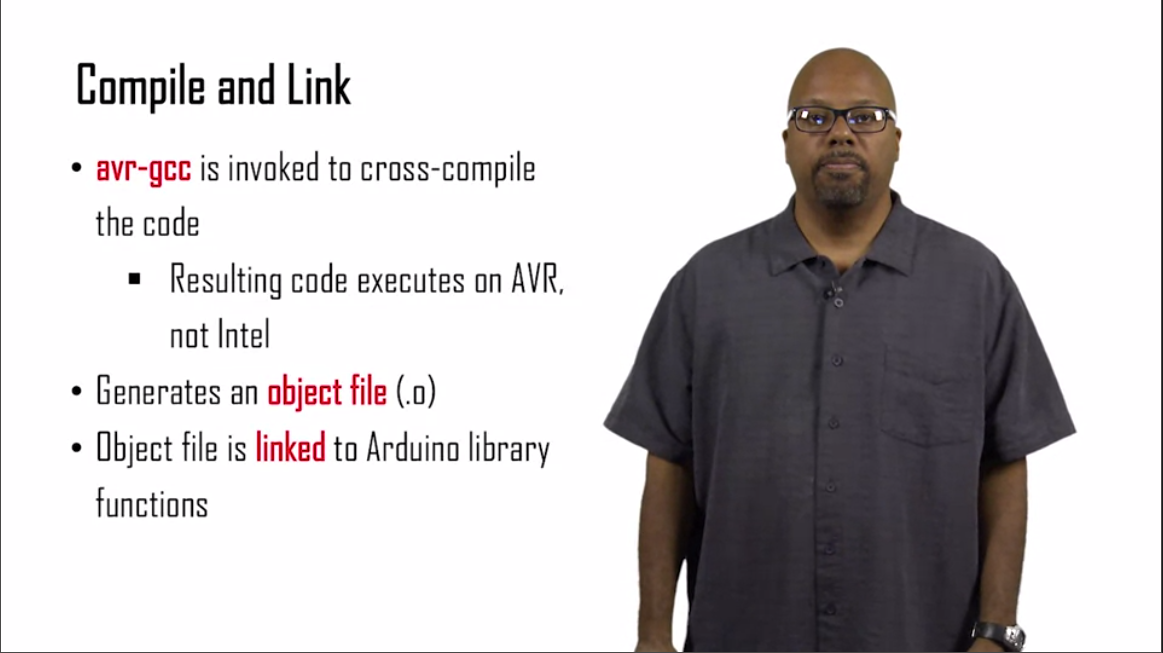 Compile and Link
• avr-gcc is invoked to cross-compile
the code
▪ Resulting code executes on AVR,
not Intel
• Generates an object file (.o)
• Object file is linked to Arduino library
functions